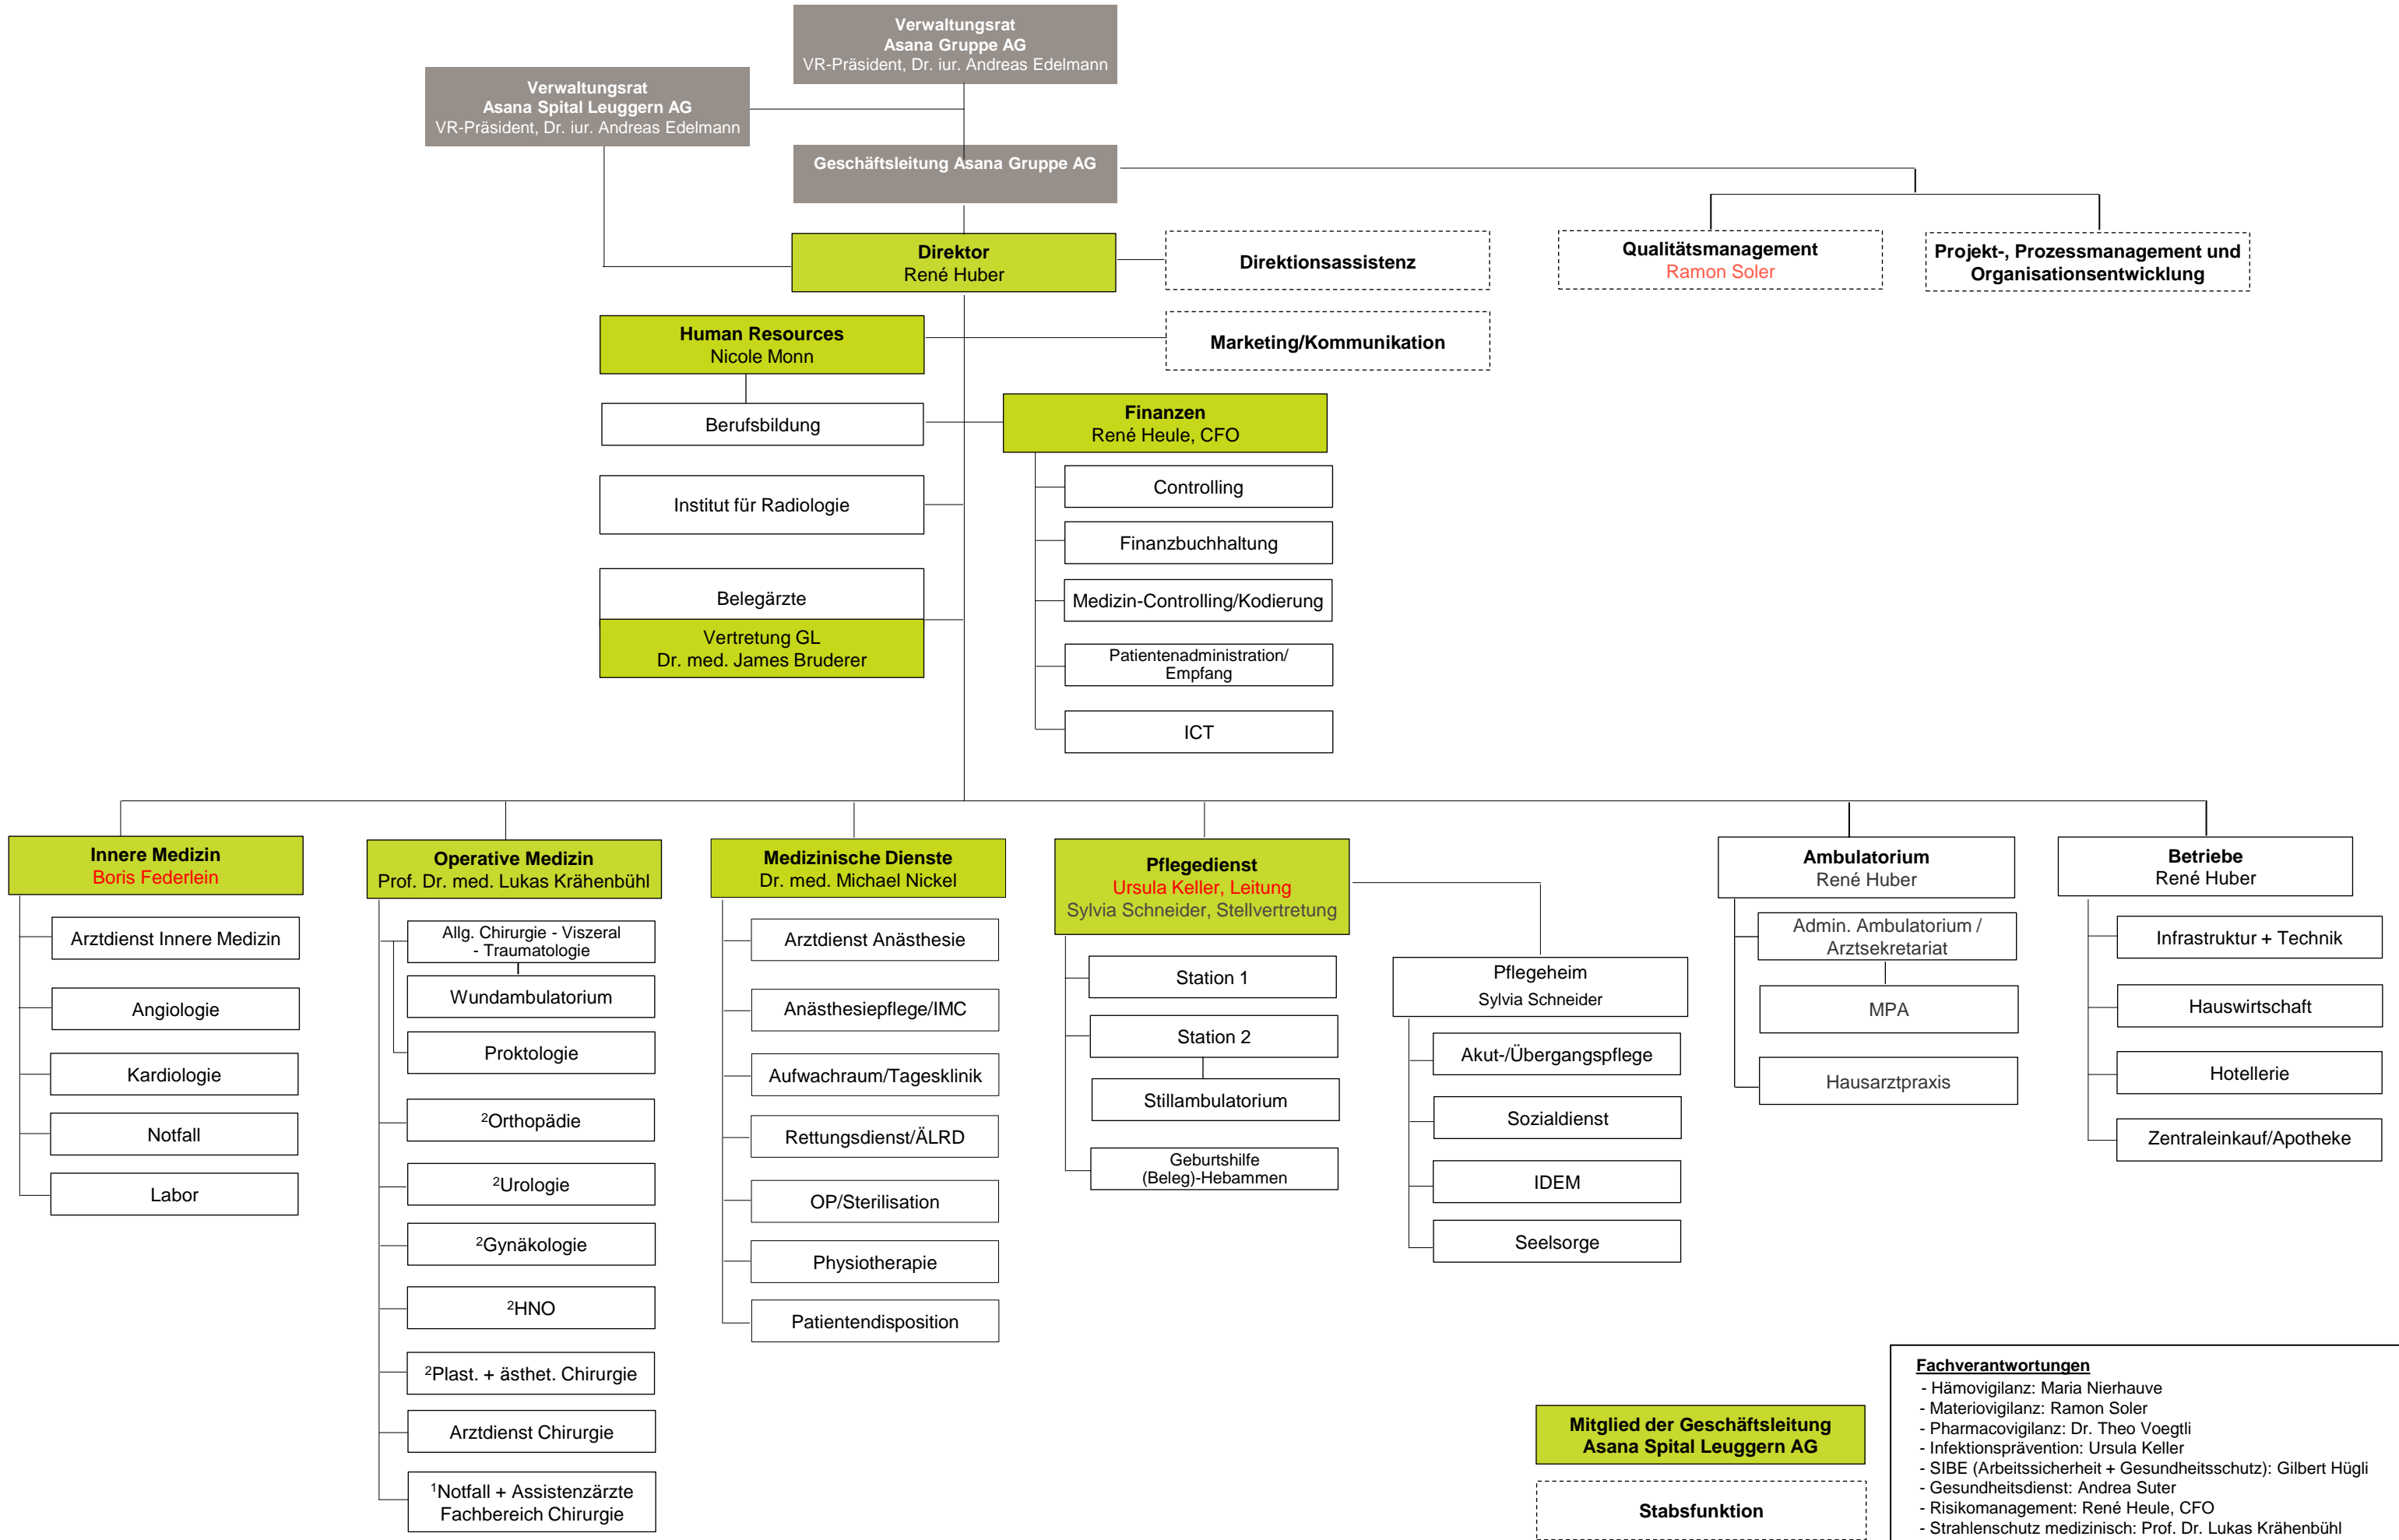 Verwaltungsrat
Asana Gruppe AG
VR-Präsident, Dr. iur. Andreas Edelmann
Verwaltungsrat
Asana Spital Leuggern AG
VR-Präsident, Dr. iur. Andreas Edelmann
Geschäftsleitung Asana Gruppe AG
Direktor
René Huber
Direktionsassistenz
Qualitätsmanagement
Ramon Soler
Projekt-, Prozessmanagement und
Organisationsentwicklung
Human Resources
Nicole Monn
Marketing/Kommunikation
Berufsbildung
Finanzen
René Heule, CFO
Institut für Radiologie
Controlling
Finanzbuchhaltung
Belegärzte
Vertretung GL
Dr. med. James Bruderer
Medizin-Controlling/Kodierung
Patientenadministration/
Empfang
ICT
Innere Medizin
Boris Federlein
Arztdienst Innere Medizin
Angiologie
Kardiologie
Notfall
Labor
Operative Medizin
Prof. Dr. med. Lukas Krähenbühl
Allg. Chirurgie - Viszeral
- Traumatologie
Wundambulatorium
Proktologie
²Orthopädie
²Urologie
²Gynäkologie
²HNO
²Plast. + ästhet. Chirurgie
Arztdienst Chirurgie
¹Notfall + Assistenzärzte
Fachbereich Chirurgie
Medizinische Dienste
Dr. med. Michael Nickel
Arztdienst Anästhesie
Anästhesiepflege/IMC
Aufwachraum/Tagesklinik
Rettungsdienst/ÄLRD
OP/Sterilisation
Physiotherapie
Patientendisposition
Pflegedienst
Ursula Keller, Leitung
Sylvia Schneider, Stellvertretung
Station 1
Station 2
Stillambulatorium
Geburtshilfe
(Beleg)-Hebammen
Pflegeheim
Sylvia Schneider
Akut-/Übergangspflege
Sozialdienst
IDEM
Seelsorge
Ambulatorium
René Huber
Admin. Ambulatorium /
Arztsekretariat
MPA
Hausarztpraxis
Betriebe
René Huber
Infrastruktur + Technik
Hauswirtschaft
Hotellerie
Zentraleinkauf/Apotheke
Mitglied der Geschäftsleitung
Asana Spital Leuggern AG
Stabsfunktion
Fachverantwortungen
- Hämovigilanz: Maria Nierhauve
- Materiovigilanz: Ramon Soler
- Pharmacovigilanz: Dr. Theo Voegtli
- Infektionsprävention: Ursula Keller
- SIBE (Arbeitssicherheit + Gesundheitsschutz): Gilbert Hügli
- Gesundheitsdienst: Andrea Suter
- Risikomanagement: René Heule, CFO
- Strahlenschutz medizinisch: Prof. Dr. Lukas Krähenbühl